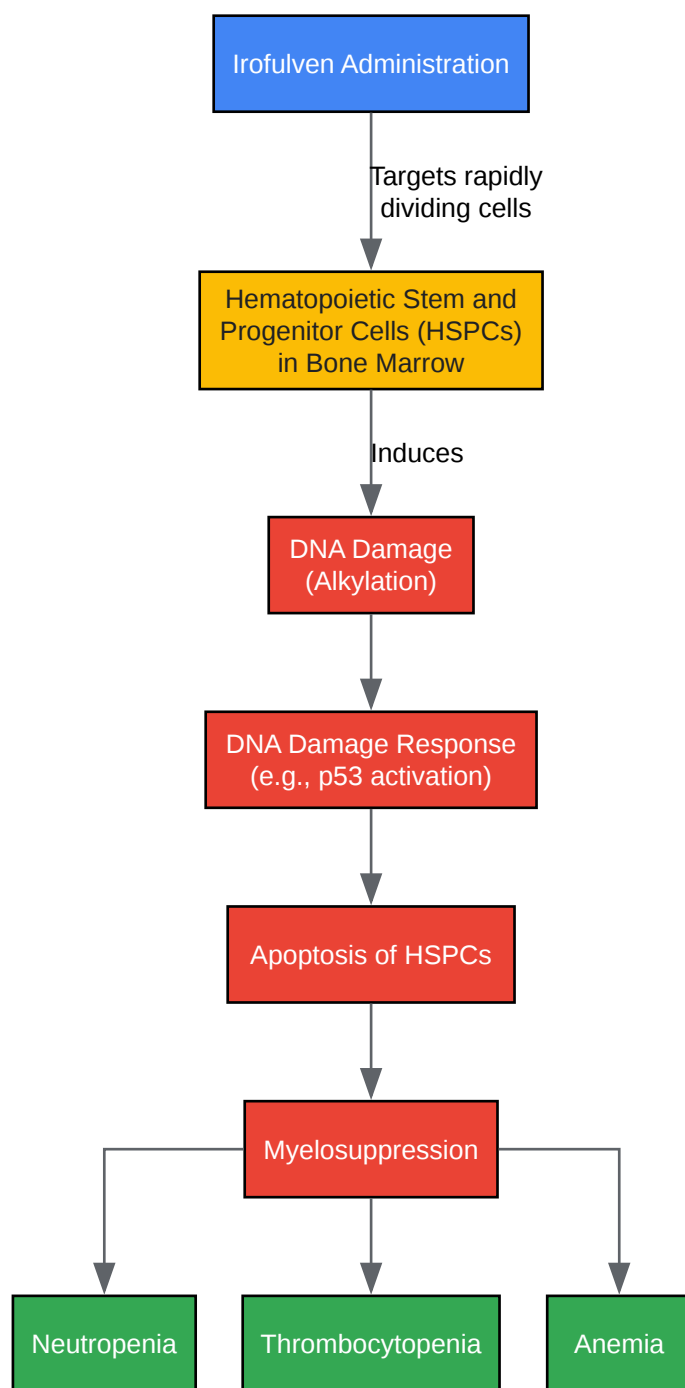 Irofulven Administration
Targets rapidly
dividing cells
Hematopoietic Stem and
Progenitor Cells (HSPCs)
in Bone Marrow
Induces
DNA Damage
(Alkylation)
DNA Damage Response
(e.g., p53 activation)
Apoptosis of HSPCs
Myelosuppression
Neutropenia
Thrombocytopenia
Anemia